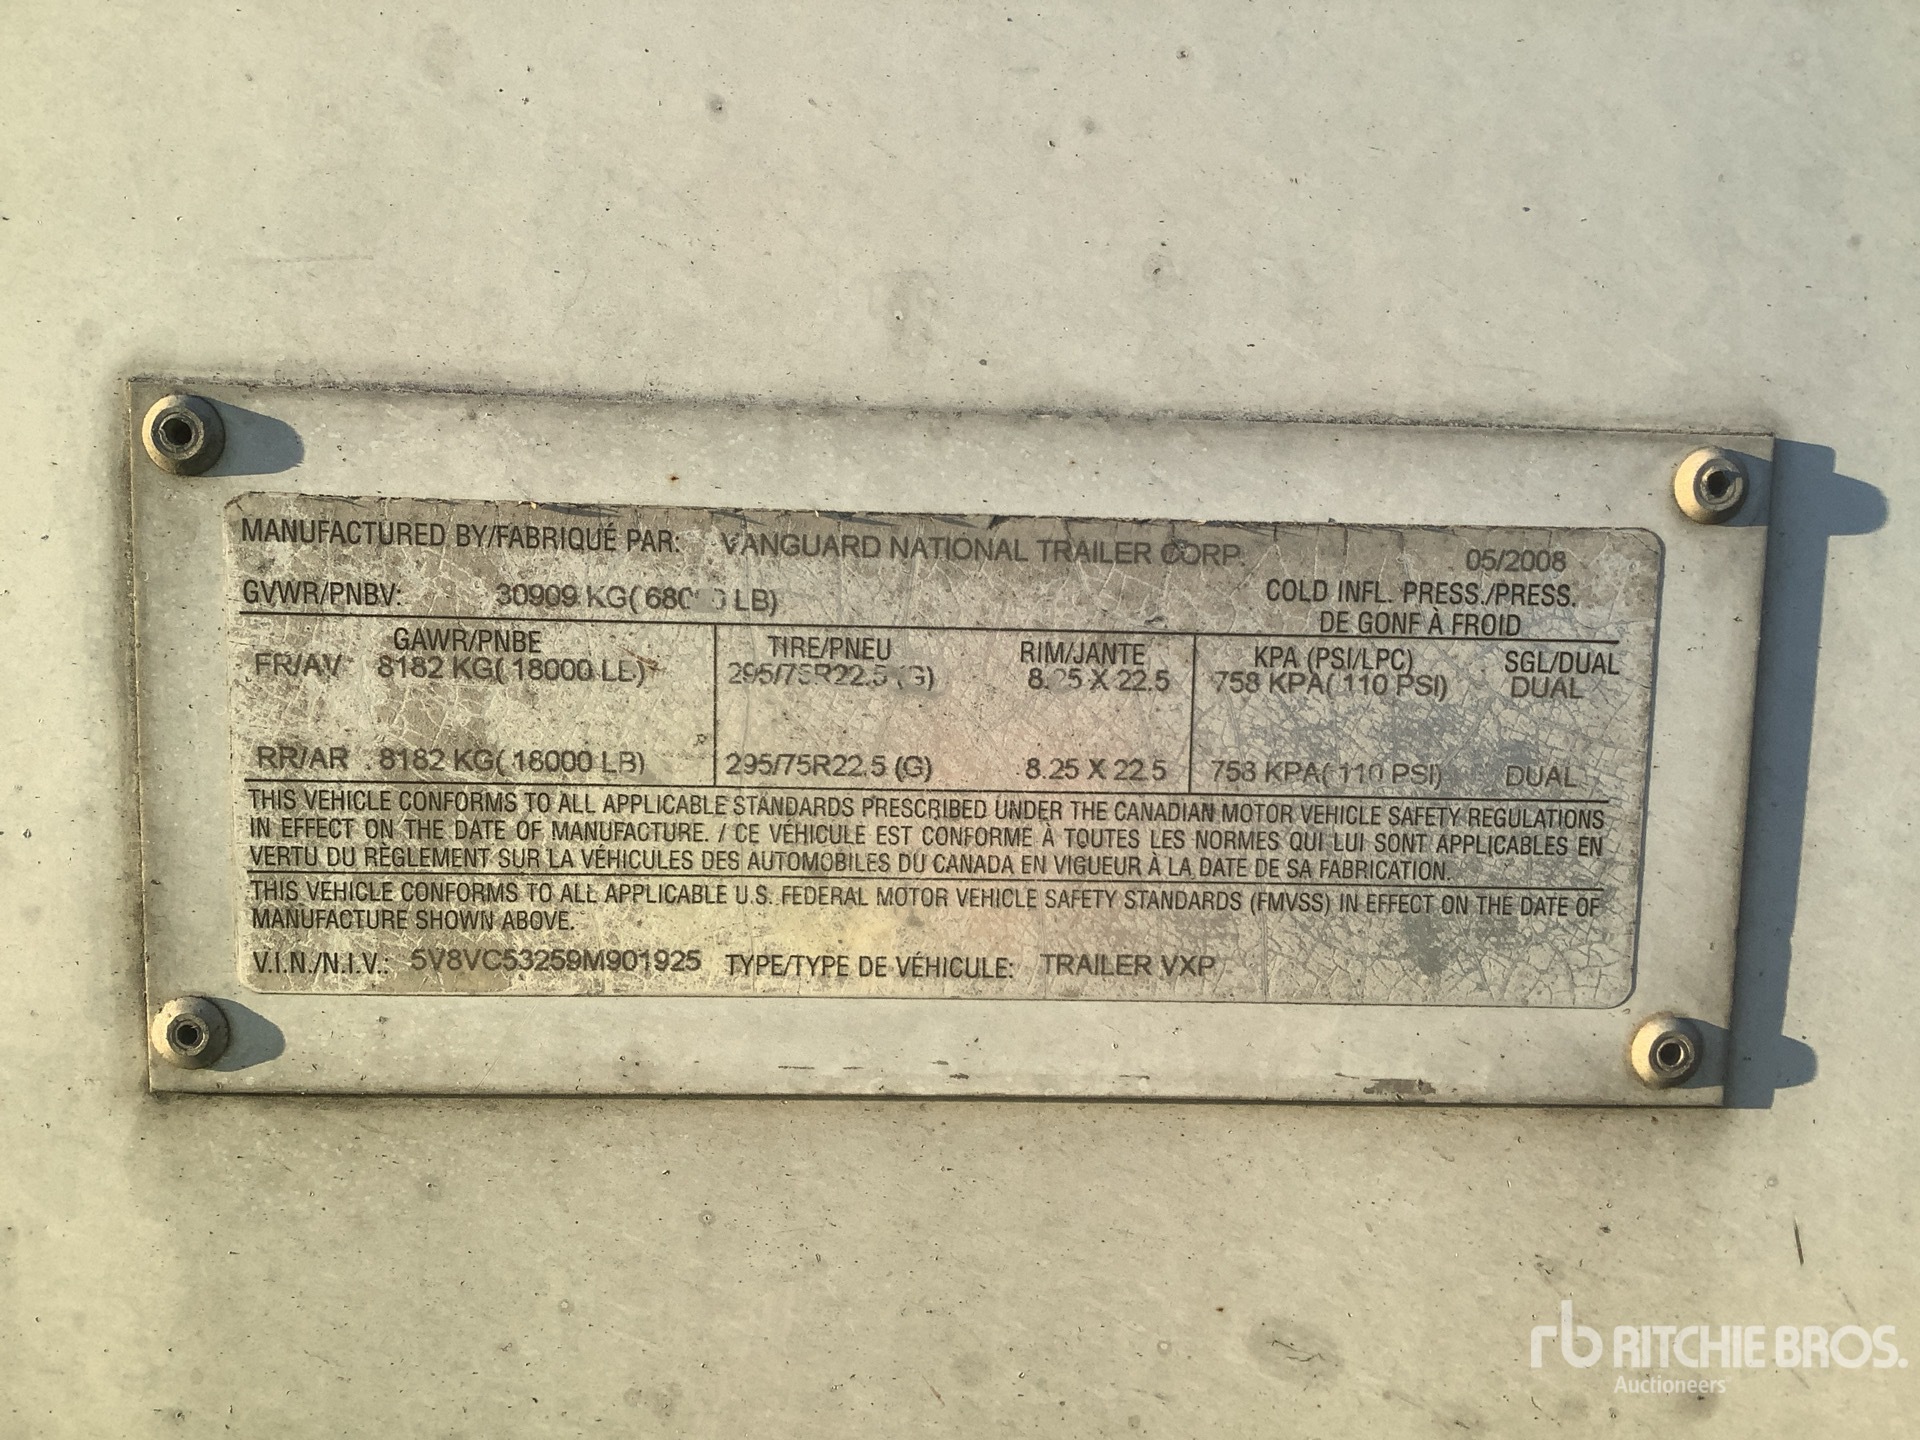 MANUFACTURED BY/FABRIQUÉ PAR: VANGUARD NATIONAL TRAILER CORP. 05/2008
GVWR/PNBV: 30909 KG( LB) COLD INFL. PRESS./PRESS.
DE GONF À FROID
GAWR/PNBE TIRE/PNEU RIM/JANTE KPA (PSI/LPC) SGL/DUAL
FR/AV 8182 KG( 18000 LB) 295/75R22.5 (G) 8.25 X 22.5 758 KPA( 110 PSI) DUAL
RR/AR 8182 KG( 18000 LB) 295/75R22.5 (G) 8.25 X 22.5 758 KPA( 110 PSI) DUAL
THIS VEHICLE CONFORMS TO ALL APPLICABLE STANDARDS PRESCRIBED UNDER THE CANADIAN MOTOR VEHICLE SAFETY REGULATIONS
IN EFFECT ON THE DATE OF MANUFACTURE. / CE VÉHICULE EST CONFORME À TOUTES LES NORMES QUI LUI SONT APPLICABLES EN
VERTU DU RÈGLEMENT SUR LA VÉHICULES DES AUTOMOBILES DU CANADA EN VIGUEUR À LA DATE DE SA FABRICATION.
THIS VEHICLE CONFORMS TO ALL APPLICABLE U.S. FEDERAL MOTOR VEHICLE SAFETY STANDARDS (FMVSS) IN EFFECT ON THE DATE OF
MANUFACTURE SHOWN ABOVE.
V.I.N./N.I.V.: 5V8VC53259M901925 TYPE/TYPE DE VÉHICULE: TRAILER VXP
rb RITCHIE BROS.
Auctioneers